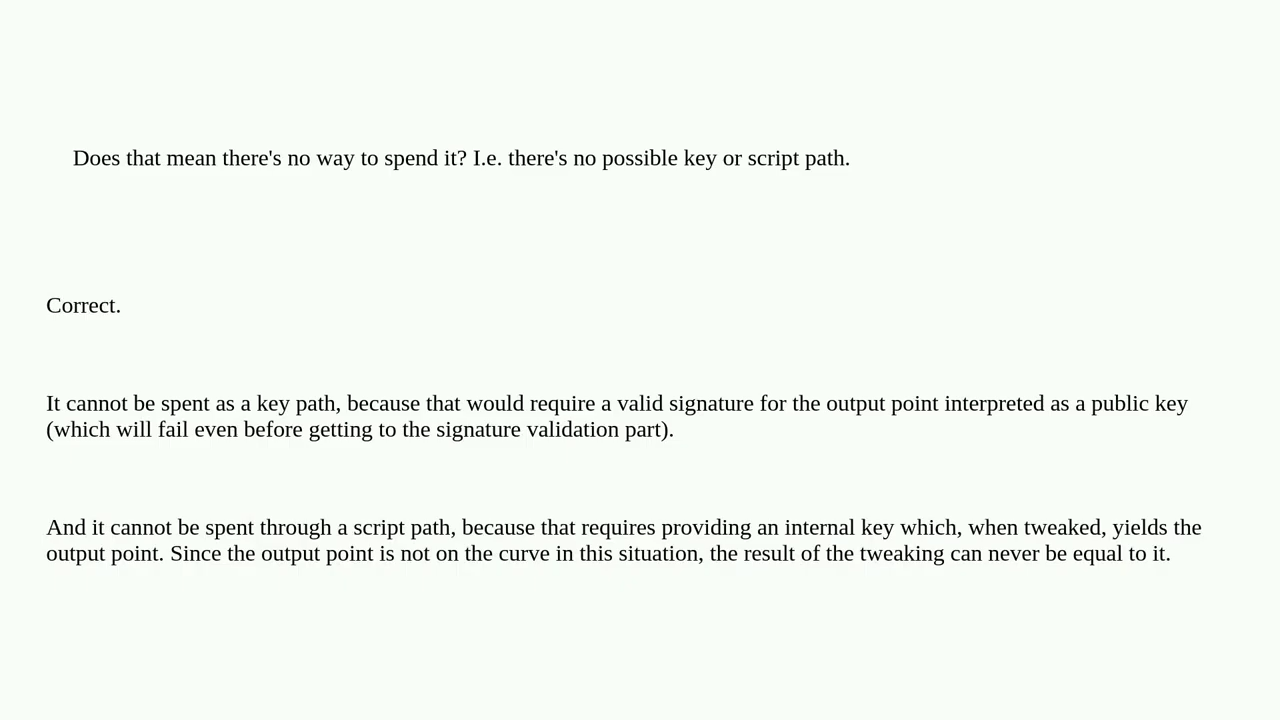 Does that mean there's no way to spend it? I.e. there's no possible key or script path.
Correct.
It cannot be spent as a key path, because that would require a valid signature for the output point interpreted as a public key
(which will fail even before getting to the signature validation part).
And it cannot be spent through a script path, because that requires providing an internal key which, when tweaked, yields the
output point. Since the output point is not on the curve in this situation, the result of the tweaking can never be equal to it.